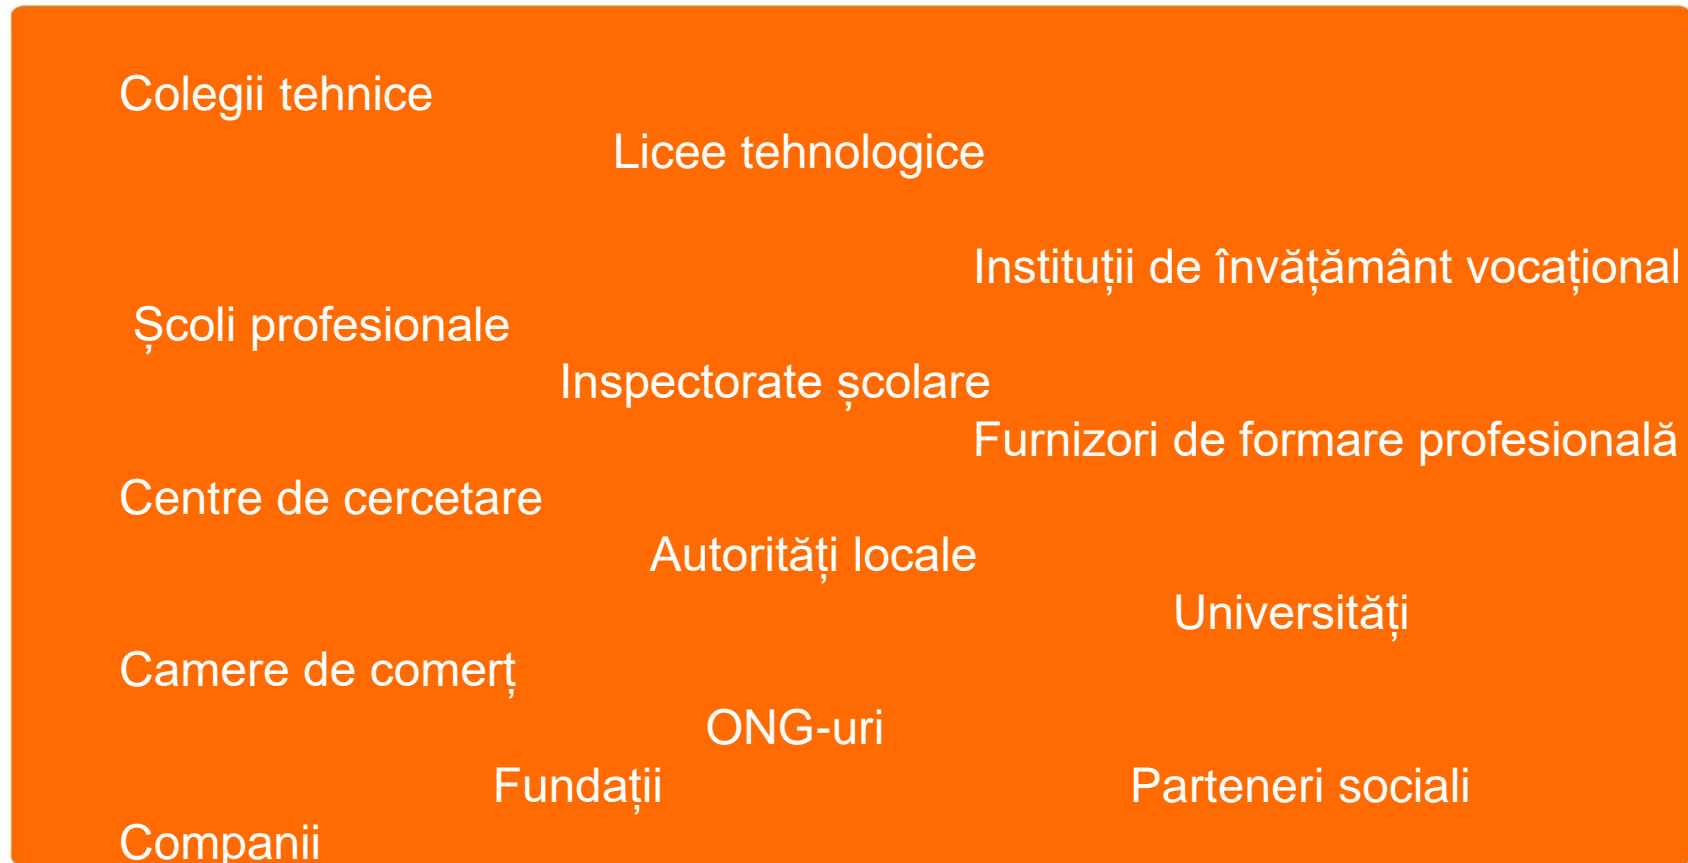 Colegii tehnice
Licee tehnologice
Instituții de învățământ vocațional
Școli profesionale
Inspectorate școlare
Furnizori de formare profesională
Centre de cercetare
Autorități locale
Universități
Camere de comerț
ONG-uri
Fundații Parteneri sociali
Companii